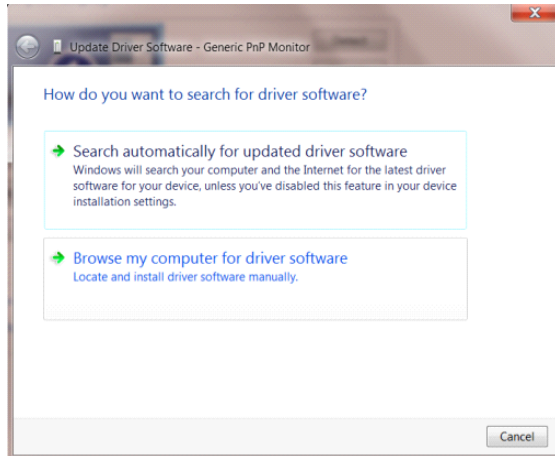 Update Driver Software - Generic PnP Monitor
How do you want to search for driver software?
Search automatically for updated driver software
Windows will search your computer and the Internet for the latest driver
software for your device, unless you've disabled this feature in your device
installation settings.
Browse my computer for driver software
Locate and install driver software manually.
Cancel